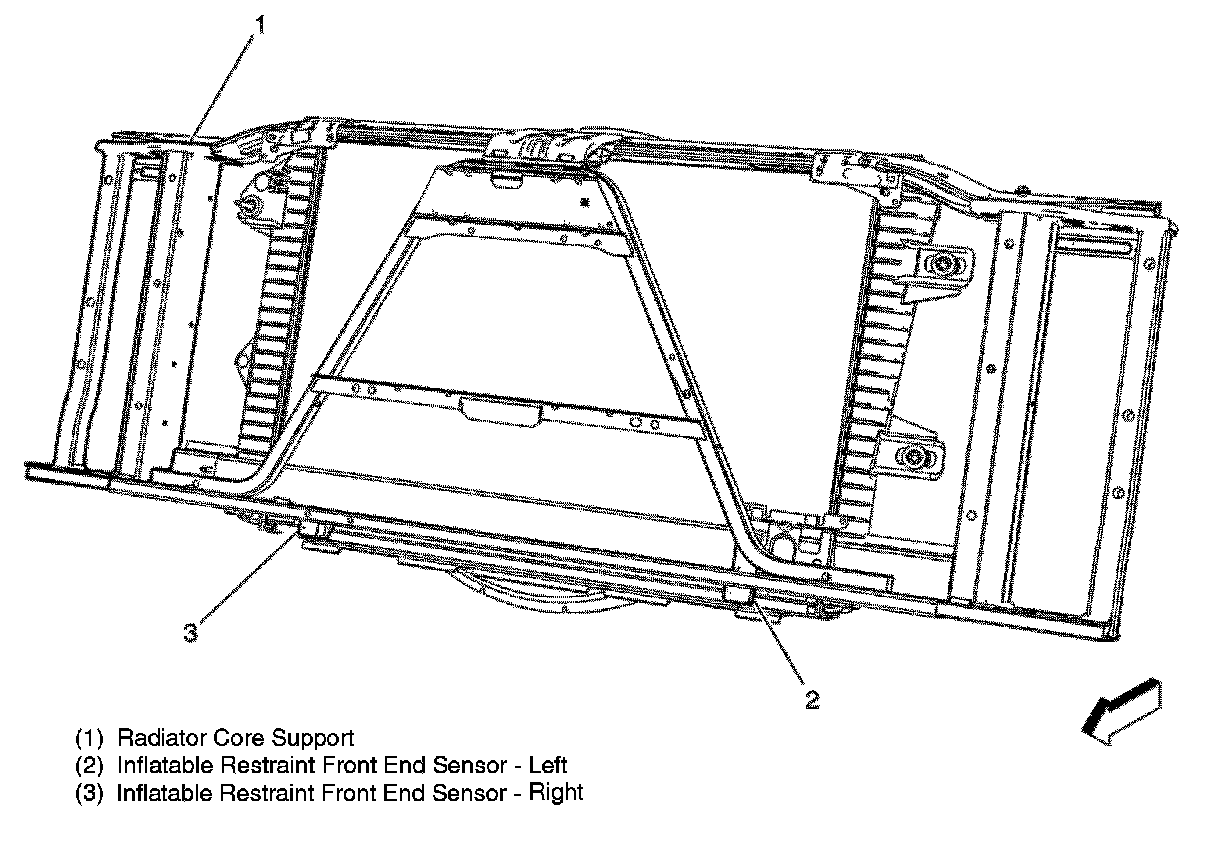 1
3
2
(1) Radiator Core Support
(2) Inflatable Restraint Front End Sensor - Left
(3) Inflatable Restraint Front End Sensor - Right